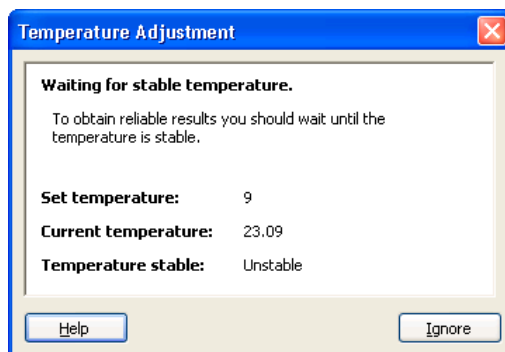 Temperature Adjustment
Waiting for stable temperature.
To obtain reliable results you should wait until the
temperature is stable.
Set temperature: 9
Current temperature: 23.09
Temperature stable: Unstable
Help Ignore